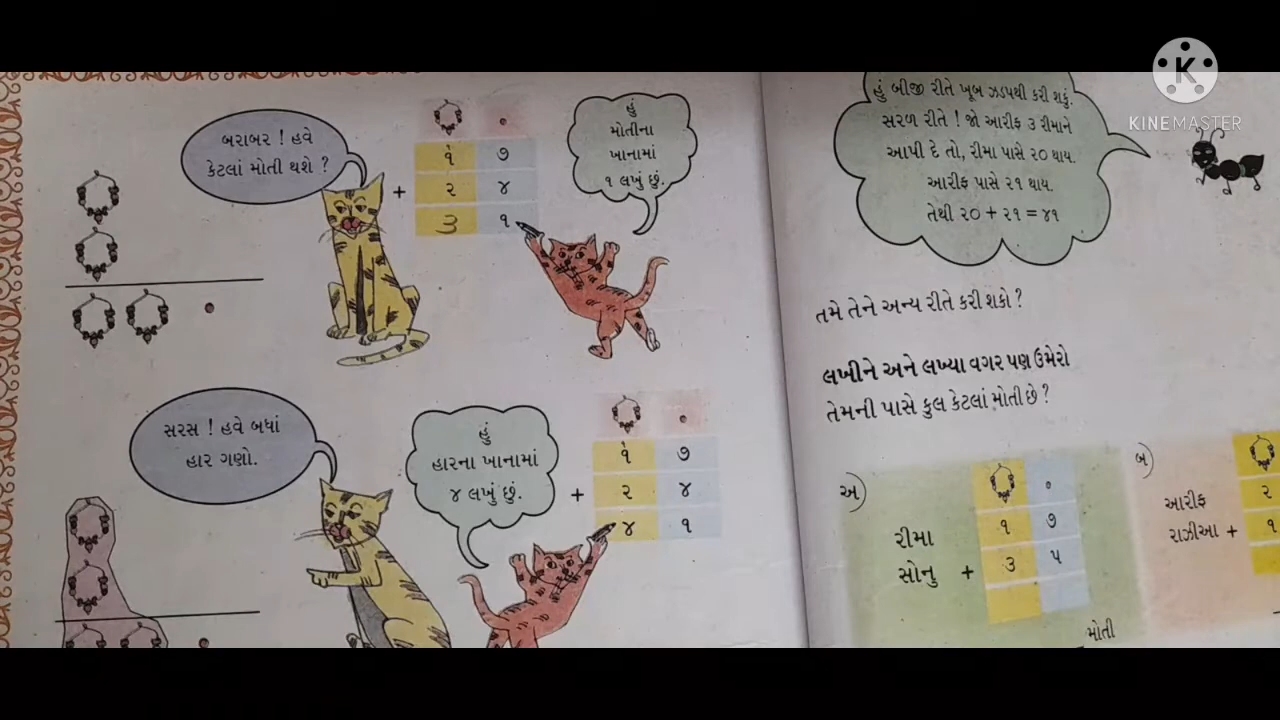 બરાબર ! હવે
કેટલાં મોતી થશે ?
૧ ૭
+ ૨ ૪
૩ ૧
હું
મોતીના
ખાનામાં
૧ લખું છું.
સરસ ! હવે બધાં
હાર ગણો.
હું
હારના ખાનામાં
૪ લખું છું.
૧ ૭
+ ૨ ૪
૪ ૧
હું બીજી રીતે ખૂબ ઝડપથી કરી શકું.
સરળ રીતે ! જો આરીફ ૩ રીમાને
આપી દે તો, રીમા પાસે ૨૦ થાય.
આરીફ પાસે ૨૧ થાય.
તેથી ૨૦ + ૨૧ = ૪૧
KINEMASTER
તમે તેને અન્ય રીતે કરી શકો ?
લખીને અને લખ્યા વગર પણ ઉમેરો
તેમની પાસે કુલ કેટલાં મોતી છે ?
અ)
રીમા ૧ ૭
સોનુ + ૩ ૫
મોતી
બ)
આરીફ ૨
રાઝીઆ + ૧